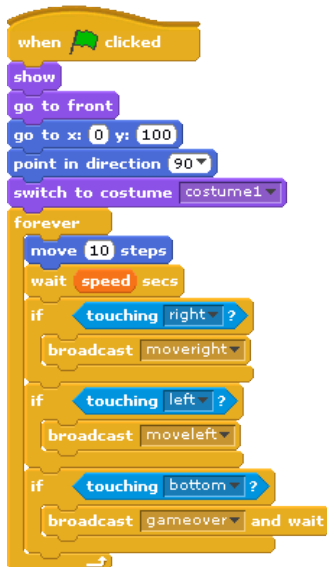 when clicked
show
go to front
go to x: 0 y: 100
point in direction 90
switch to costume costume1
forever
move 10 steps
wait speed secs
if touching right ?
broadcast moveright
if touching left ?
broadcast moveleft
if touching bottom ?
broadcast gameover and wait